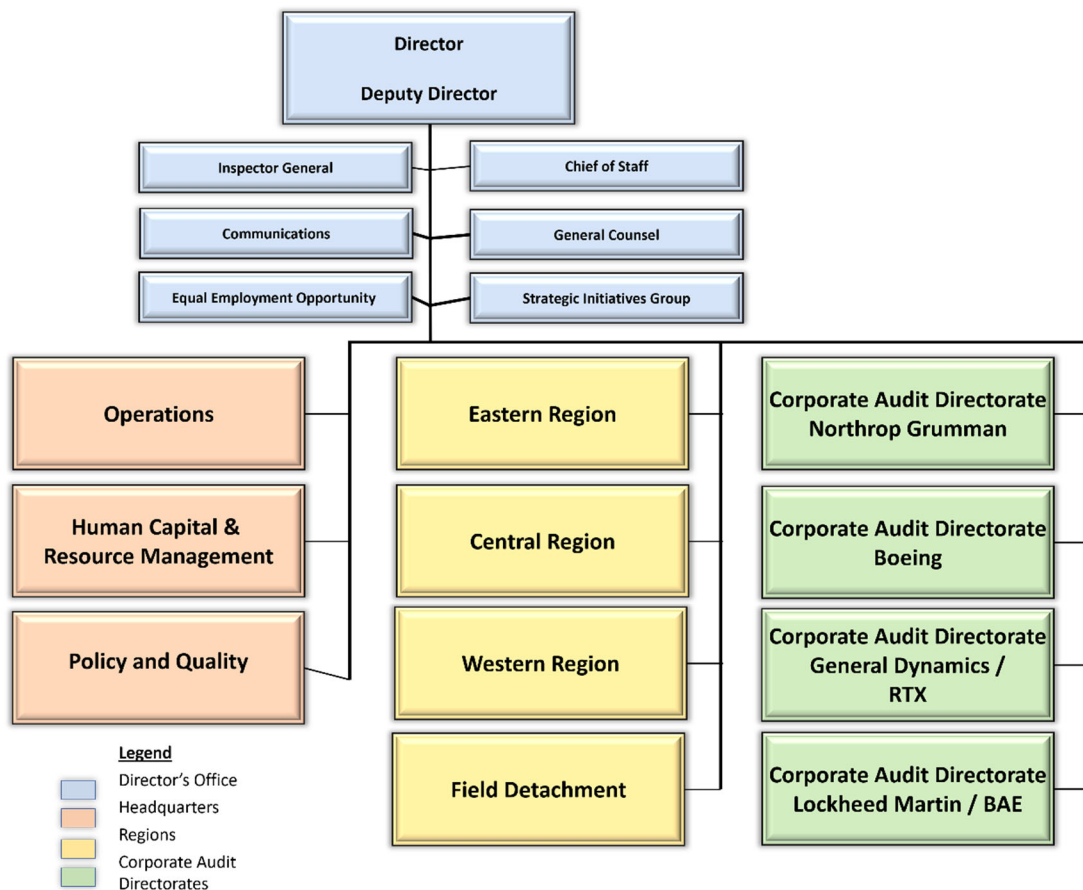 Director
Deputy Director
Inspector General
Chief of Staff
Communications
General Counsel
Equal Employment Opportunity
Strategic Initiatives Group
Operations
Eastern Region
Corporate Audit Directorate
Northrop Grumman
Human Capital &
Resource Management
Central Region
Corporate Audit Directorate
Boeing
Policy and Quality
Western Region
Corporate Audit Directorate
General Dynamics /
RTX
Field Detachment
Corporate Audit Directorate
Lockheed Martin / BAE
Legend
Director's Office
Headquarters
Regions
Corporate Audit
Directorates